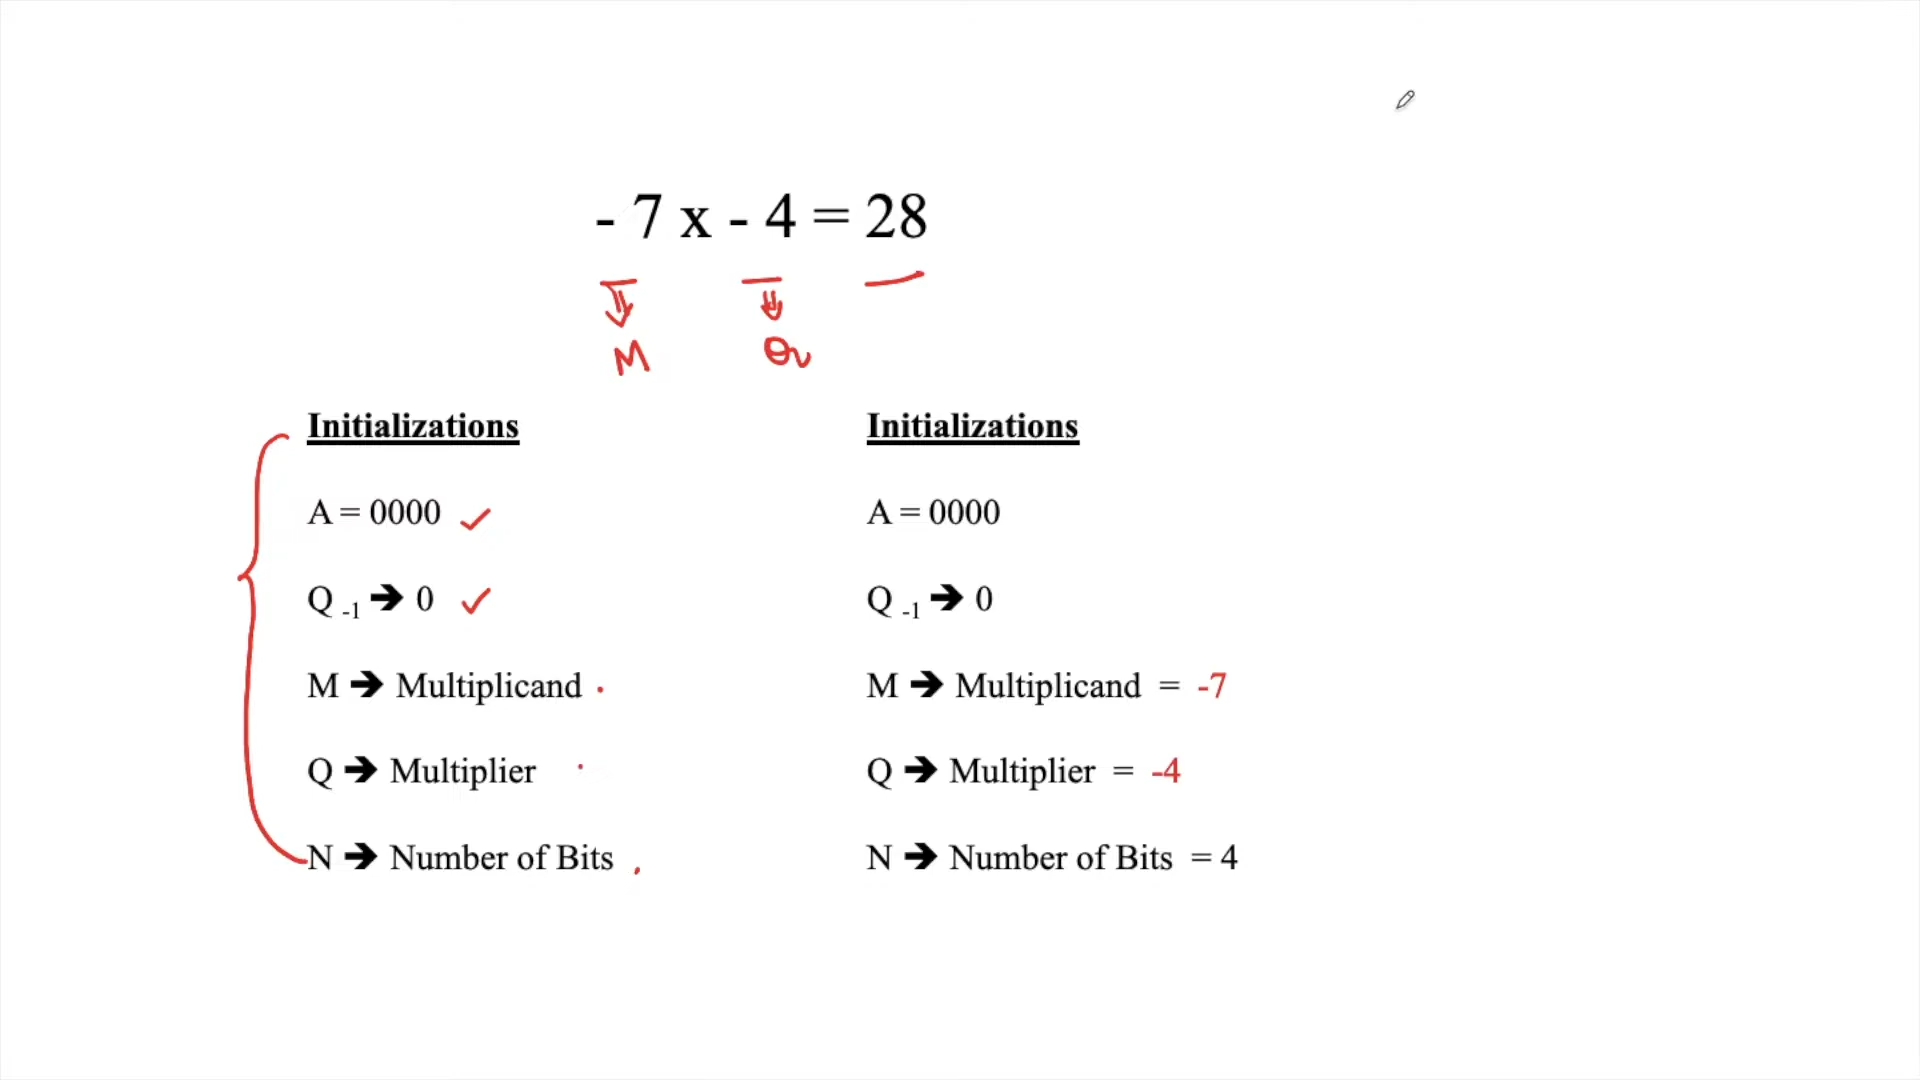 - 7 x - 4 = 28
M Q
Initializations
A = 0000
Q -1 → 0
M → Multiplicand
Q → Multiplier
N → Number of Bits
Initializations
A = 0000
Q -1 → 0
M → Multiplicand = -7
Q → Multiplier = -4
N → Number of Bits = 4